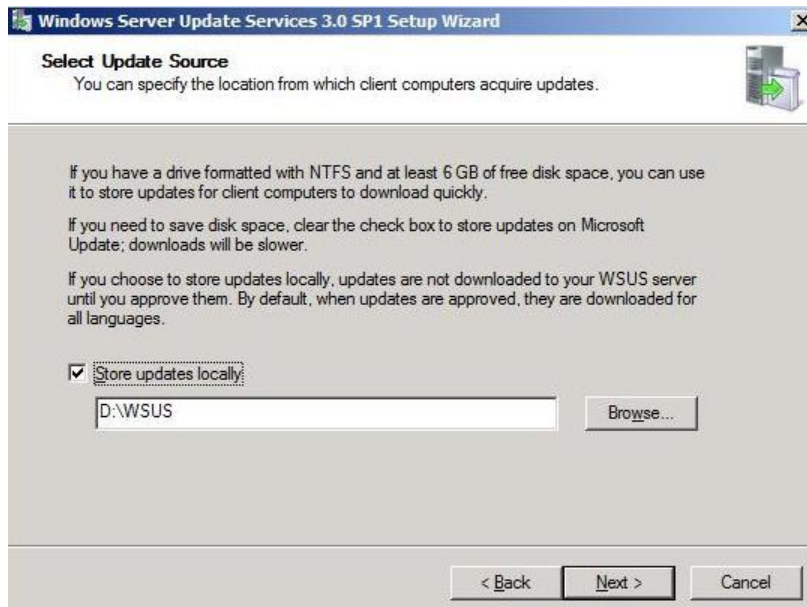 Windows Server Update Services 3.0 SP1 Setup Wizard
Select Update Source
You can specify the location from which client computers acquire updates.
If you have a drive formatted with NTFS and at least 6 GB of free disk space, you can use
it to store updates for client computers to download quickly.
If you need to save disk space, clear the check box to store updates on Microsoft
Update; downloads will be slower.
If you choose to store updates locally, updates are not downloaded to your WSUS server
until you approve them. By default, when updates are approved, they are downloaded for
all languages.
Store updates locally
D:\WSUS
Browse...
< Back
Next >
Cancel